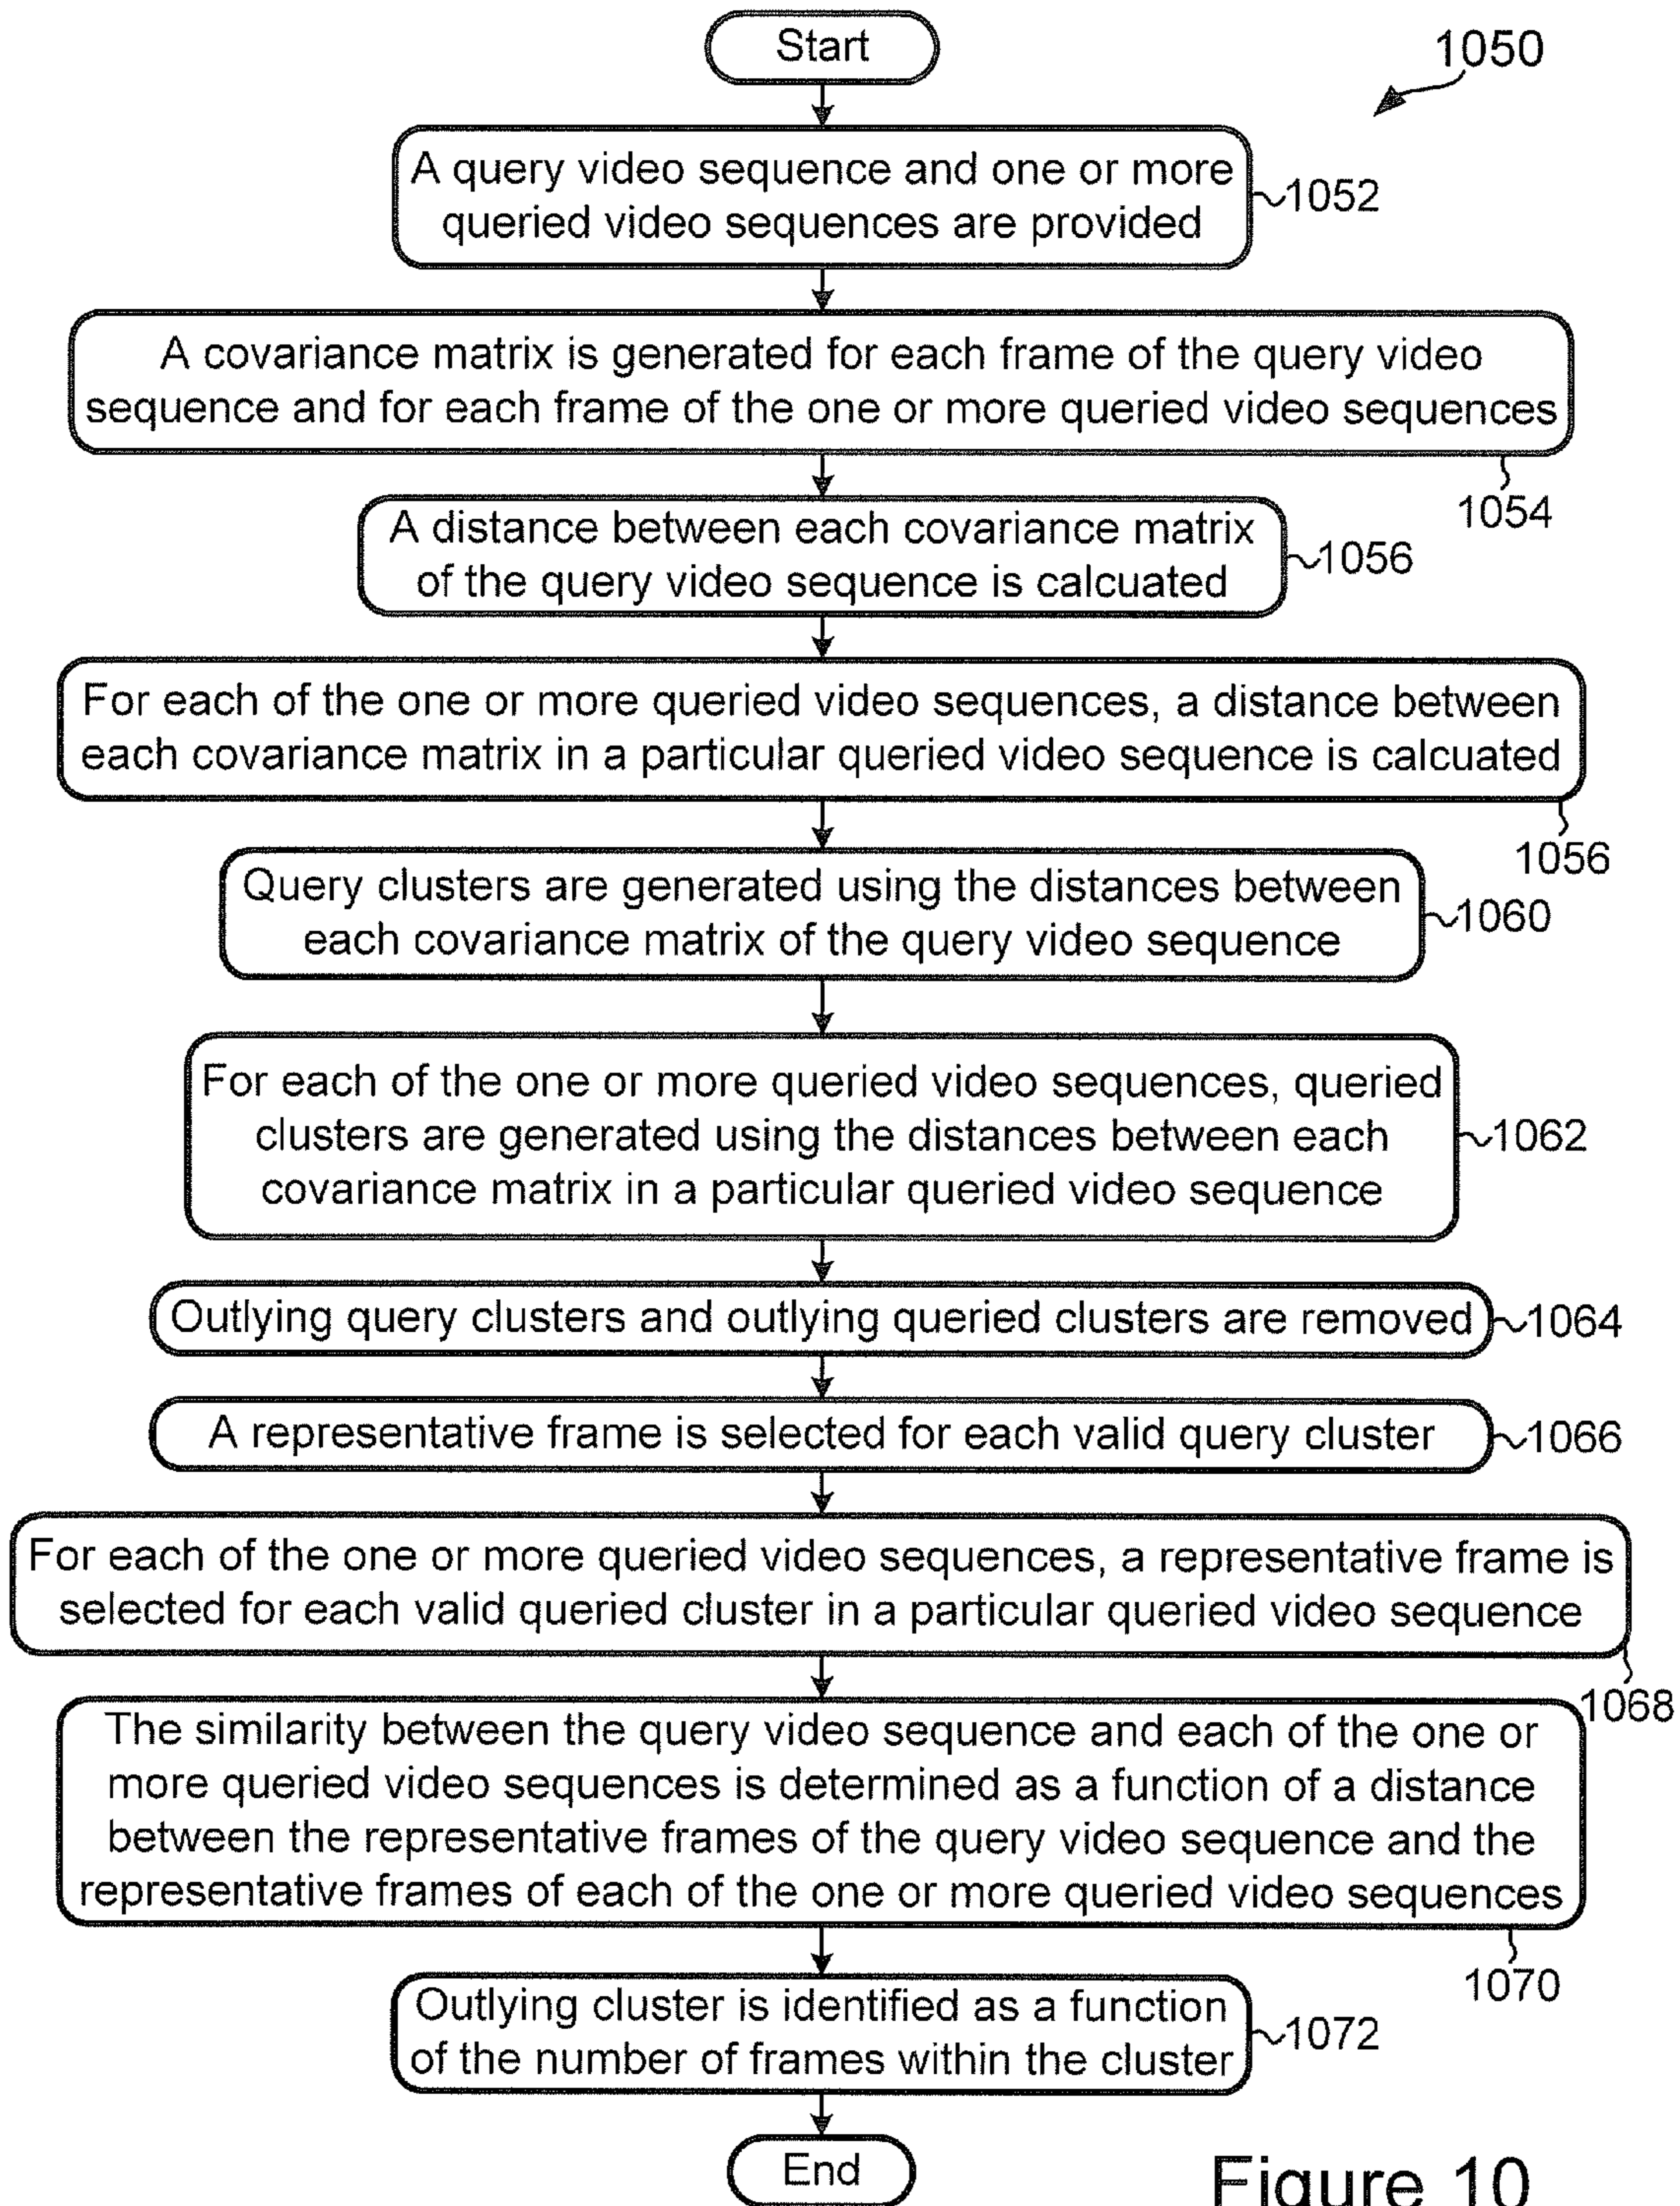 Start
1050
A query video sequence and one or more
queried video sequences are provided
1052
A covariance matrix is generated for each frame of the query video
sequence and for each frame of the one or more queried video sequences
1054
A distance between each covariance matrix
of the query video sequence is calcuated
1056
For each of the one or more queried video sequences, a distance between
each covariance matrix in a particular queried video sequence is calcuated
1056
Query clusters are generated using the distances between
each covariance matrix of the query video sequence
1060
For each of the one or more queried video sequences, queried
clusters are generated using the distances between each
covariance matrix in a particular queried video sequence
1062
Outlying query clusters and outlying queried clusters are removed
1064
A representative frame is selected for each valid query cluster
1066
For each of the one or more queried video sequences, a representative frame is
selected for each valid queried cluster in a particular queried video sequence
1068
The similarity between the query video sequence and each of the one or
more queried video sequences is determined as a function of a distance
between the representative frames of the query video sequence and the
representative frames of each of the one or more queried video sequences
1070
Outlying cluster is identified as a function
of the number of frames within the cluster
1072
End
Figure 10